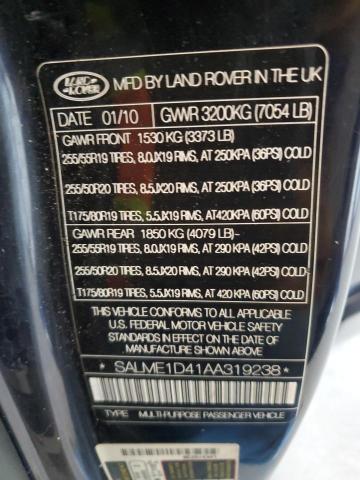 LAND ROVER
MFD BY LAND ROVER IN THE UK
DATE 01/10 GWWR 3200KG (7054 LB)
GAWR FRONT 1530 KG (3373 LB)
255/55R19 TIRES, 8.0JX19 RIMS, AT 250KPA (36PSI) COLD
255/50R20 TIRES, 8.5JX20 RIMS, AT 250KPA (36PSI) COLD
T175/80R19 TIRES, 5.5JX19 RIMS, AT420KPA (60PSI) COLD
GAWR REAR 1850 KG (4079 LB)-
255/55R19 TIRES, 8.0JX19 RIMS, AT 290 KPA (42PSI) COLD
255/50R20 TIRES, 8.5JX20 RIMS, AT 290 KPA (42PSI) COLD
T175/80R19 TIRES, 5.5JX19 RIMS, AT 420 KPA (60PSI) COLD
THIS VEHICLE CONFORMS TO ALL APPLICABLE
U.S. FEDERAL MOTOR VEHICLE SAFETY
STANDARDS IN EFFECT ON THE DATE OF
MANUFACTURE SHOWN ABOVE.
* SALME1D41AA319238 *
TYPE: MULTI-PURPOSE PASSENGER VEHICLE